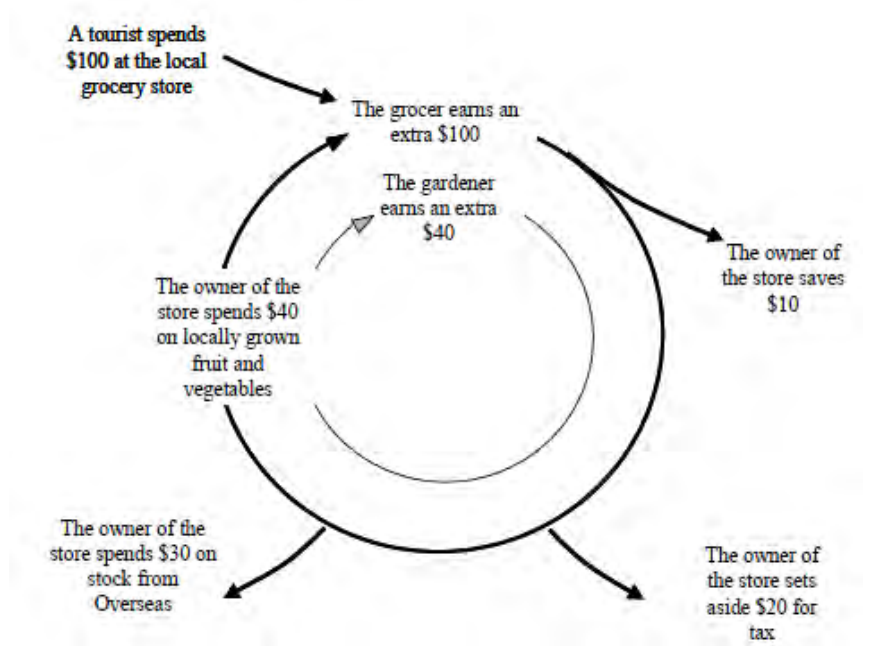 A tourist spends
$100 at the local
grocery store
The grocer earns an
extra $100
The gardener
earns an extra
$40
The owner of
the store saves
$10
The owner of the
store spends $40
on locally grown
fruit and
vegetables
The owner of the
store spends $30 on
stock from
Overseas
The owner of
the store sets
aside $20 for
tax